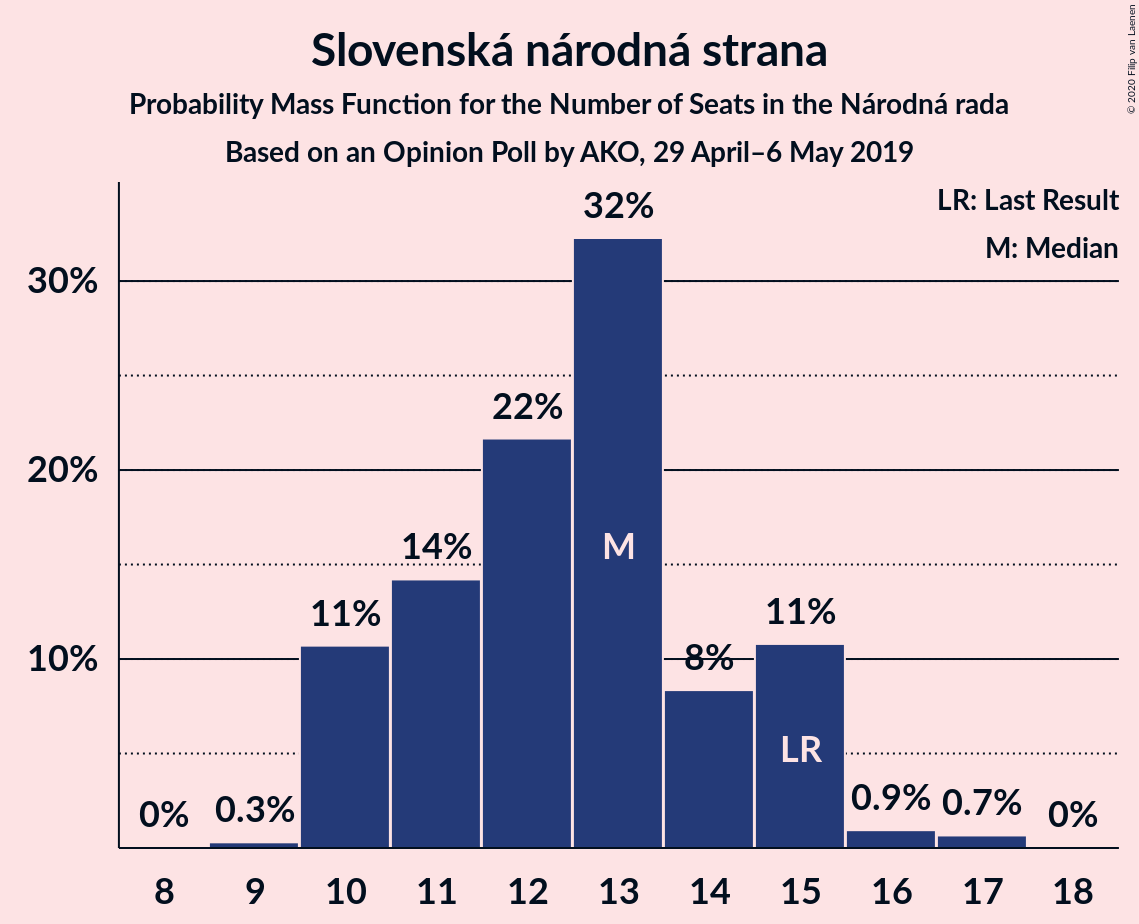 Slovenská národná strana
Probability Mass Function for the Number of Seats in the Národná rada
Based on an Opinion Poll by AKO, 29 April–6 May 2019
© 2020 Filip van Laenen
LR: Last Result
M: Median
30%
20%
10%
0%
0.3%
11%
14%
22%
32%
8%
11%
0.9%
0.7%
0%
M
LR
8 9 10 11 12 13 14 15 16 17 18